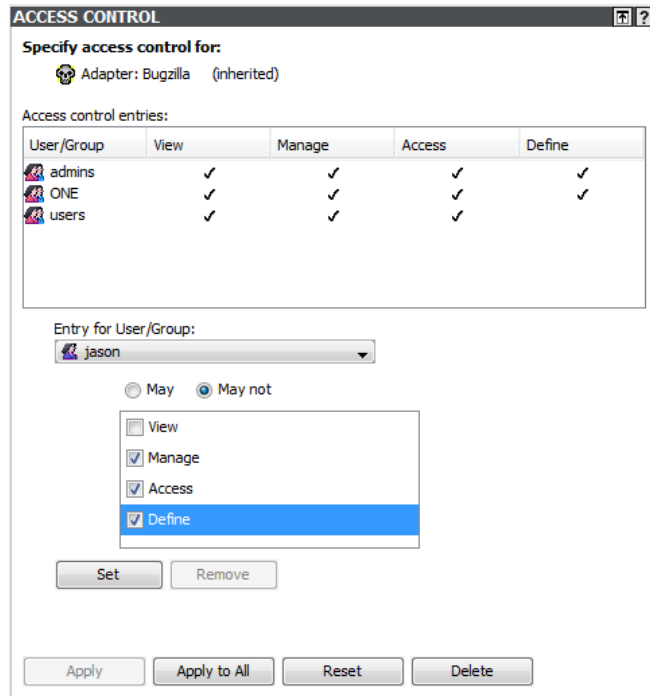 ACCESS CONTROL ?
Specify access control for:
Adapter: Bugzilla (inherited)
Access control entries:
User/Group View Manage Access Define
admins ✓ ✓ ✓ ✓
ONE ✓ ✓ ✓ ✓
users ✓ ✓ ✓
Entry for User/Group:
jason
May May not
View
Manage
Access
Define
Set Remove
Apply Apply to All Reset Delete